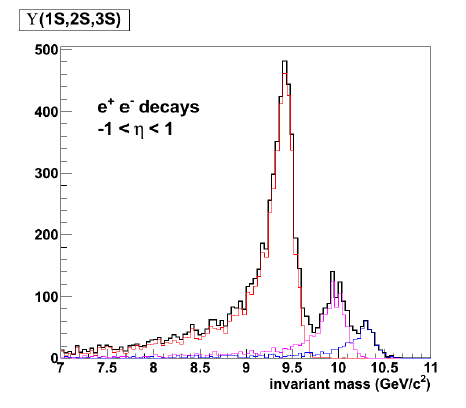 ϒ(1S,2S,3S)
500
e⁺ e⁻ decays
400
-1 < η < 1
300
200
100
0
7 7.5 8 8.5 9 9.5 10 10.5 11
invariant mass (GeV/c²)